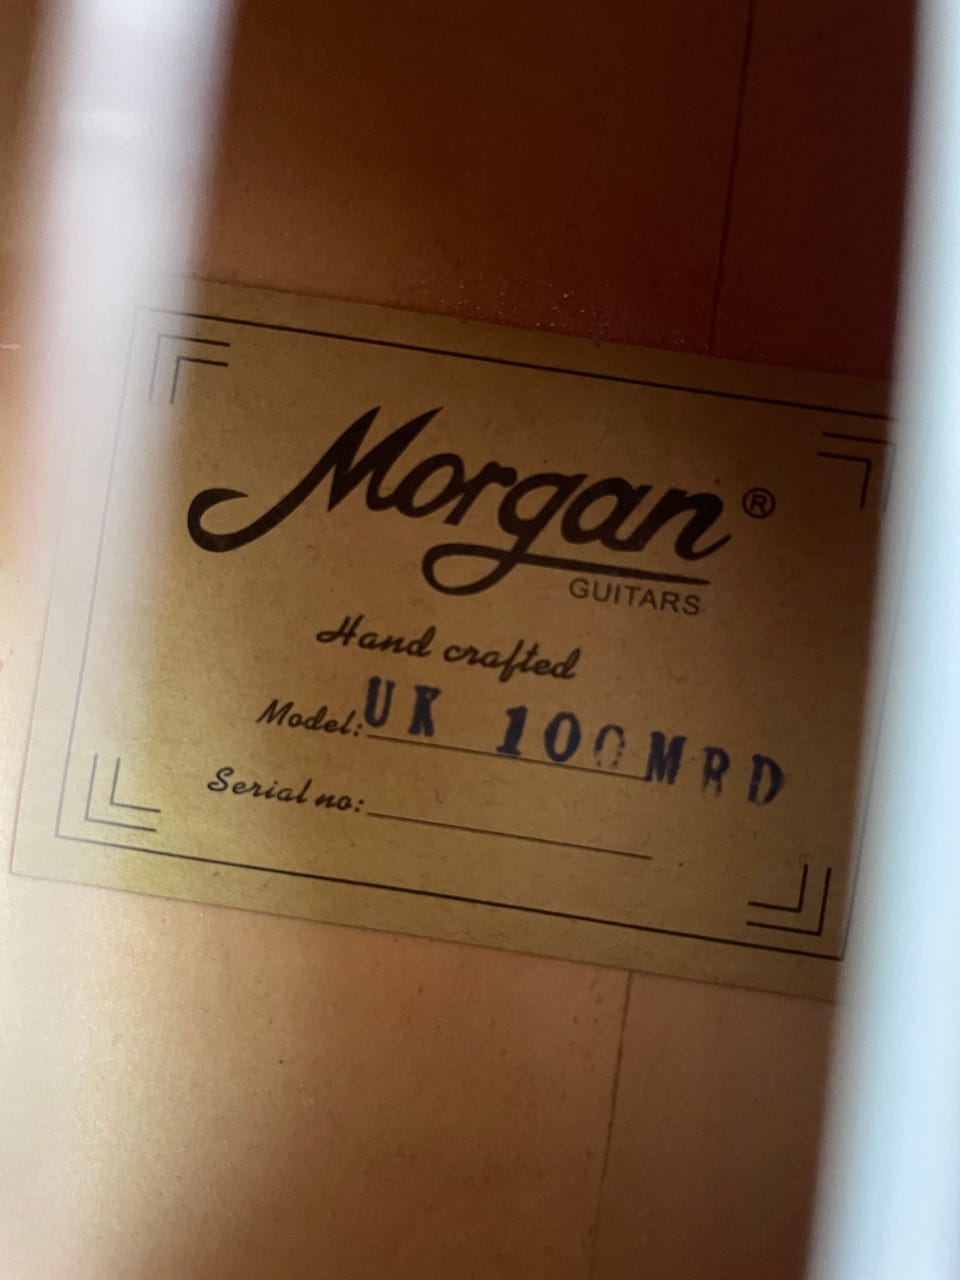 Morgan®
GUITARS
Hand crafted
Model: UK 100MRD
Serial no: